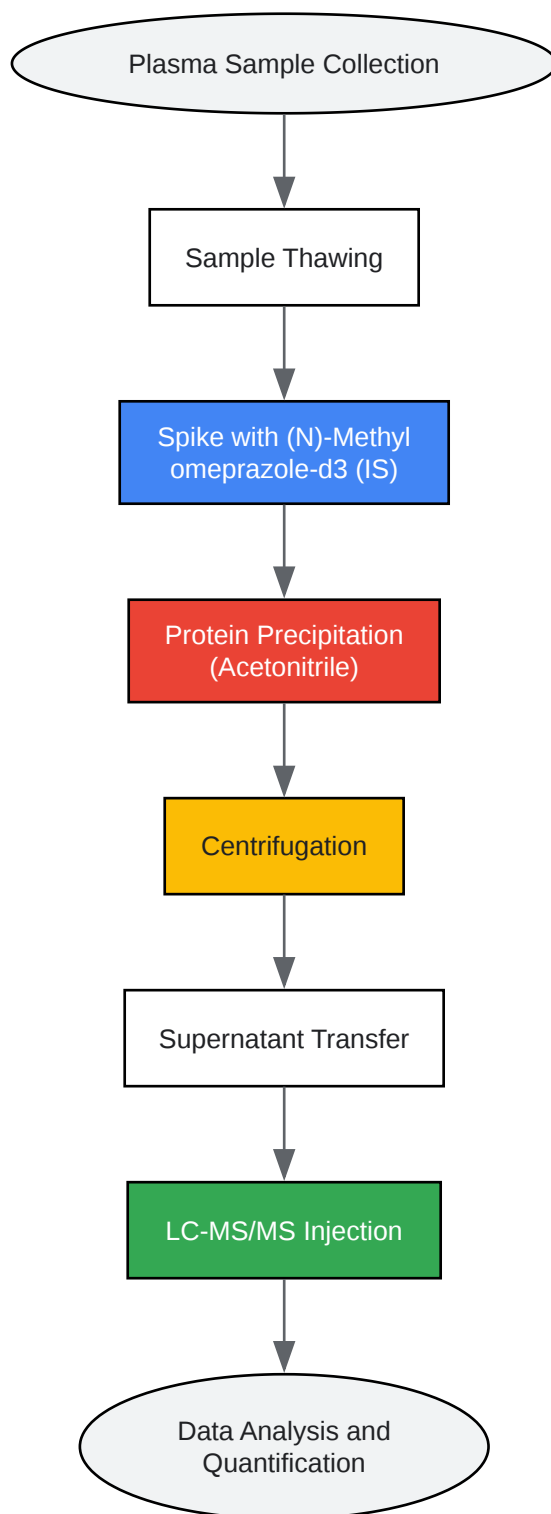 Plasma Sample Collection
Sample Thawing
Spike with (N)-Methyl
omeprazole-d3 (IS)
Protein Precipitation
(Acetonitrile)
Centrifugation
Supernatant Transfer
LC-MS/MS Injection
Data Analysis and
Quantification